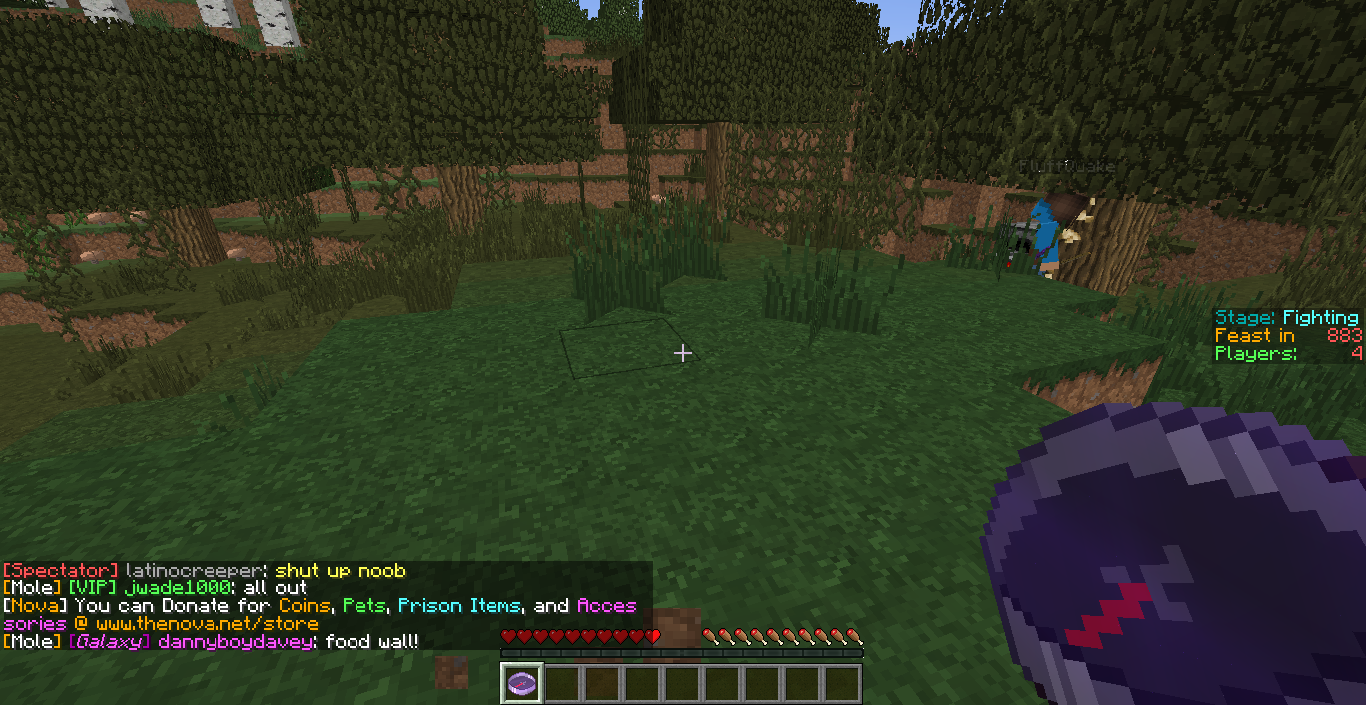 FluffQuake
Stage: Fighting
Feast in 883
Players: 4
[Spectator] latinocreeper: shut up noob
[Mole] [VIP] jwade1000: all out
[Nova] You can Donate for Coins, Pets, Prison Items, and Acces
sories @ www.thenova.net/store
[Mole] [Galaxy] dannyboydavey: food wall!